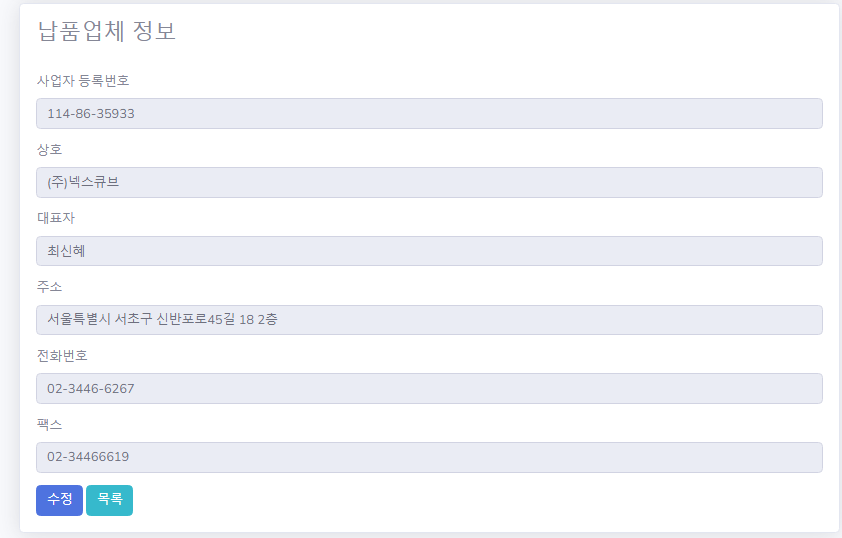 납품업체 정보
사업자 등록번호
114-86-35933
상호
(주)넥스큐브
대표자
최신혜
주소
서울특별시 서초구 신반포로45길 18 2층
전화번호
02-3446-6267
팩스
02-34466619
수정 목록